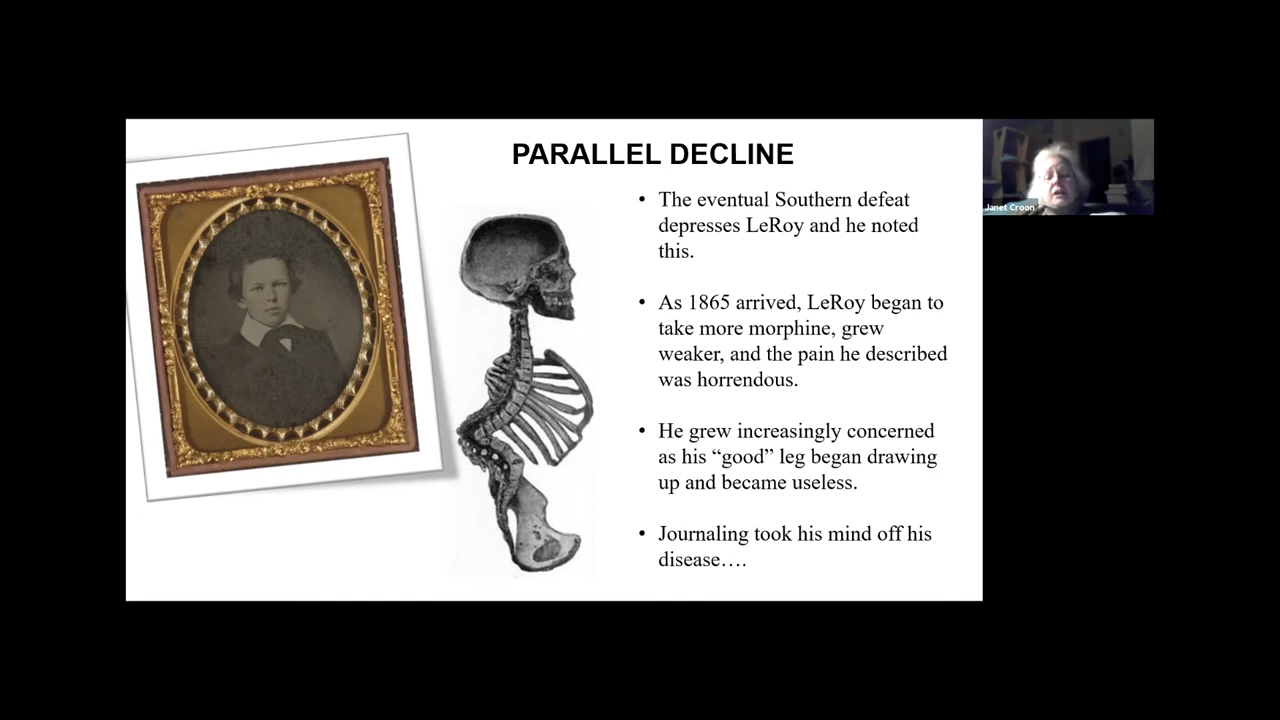 PARALLEL DECLINE
• The eventual Southern defeat
depresses LeRoy and he noted
this.
• As 1865 arrived, LeRoy began to
take more morphine, grew
weaker, and the pain he described
was horrendous.
• He grew increasingly concerned
as his “good” leg began drawing
up and became useless.
• Journaling took his mind off his
disease….
Janet Croon